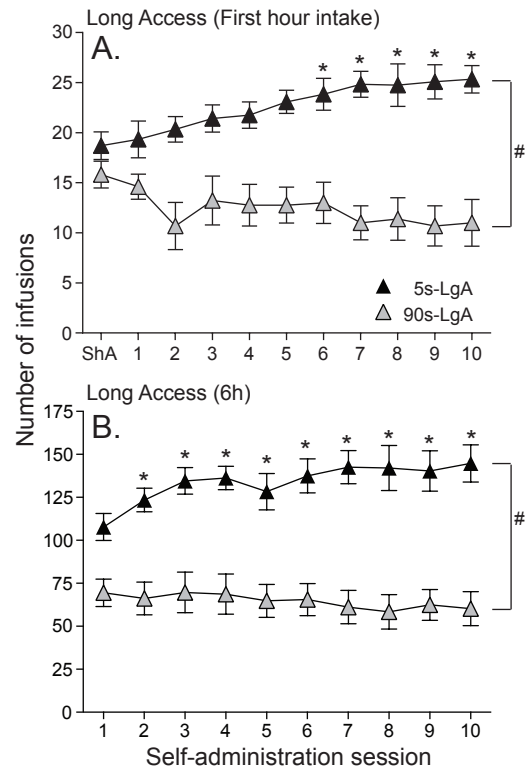 Long Access (First hour intake)
A.
30
25
20
15
10
5
0
* * * * *
#
5s-LgA
90s-LgA
ShA 1 2 3 4 5 6 7 8 9 10
Number of infusions
Long Access (6h)
B.
175
150
125
100
75
50
25
0
* * * * * * * * *
#
1 2 3 4 5 6 7 8 9 10
Self-administration session